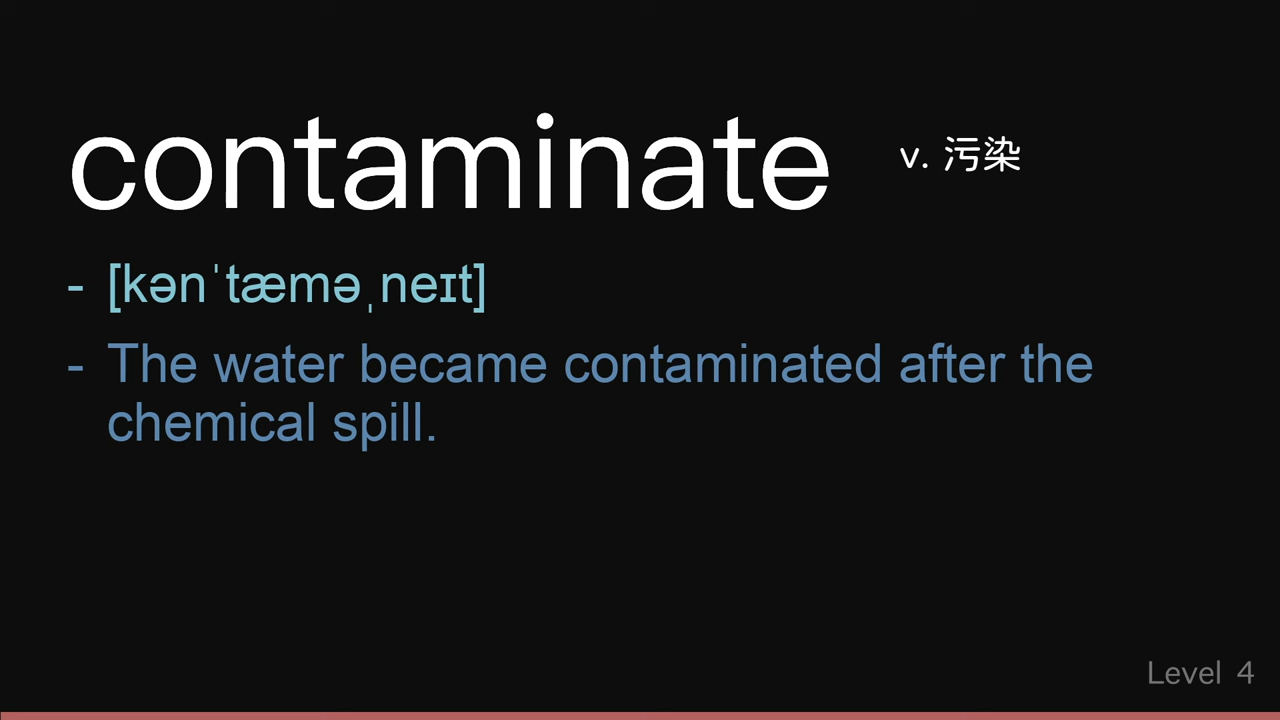 contaminate v. 污染
- [kənˈtæməˌneɪt]
- The water became contaminated after the
chemical spill.
Level 4